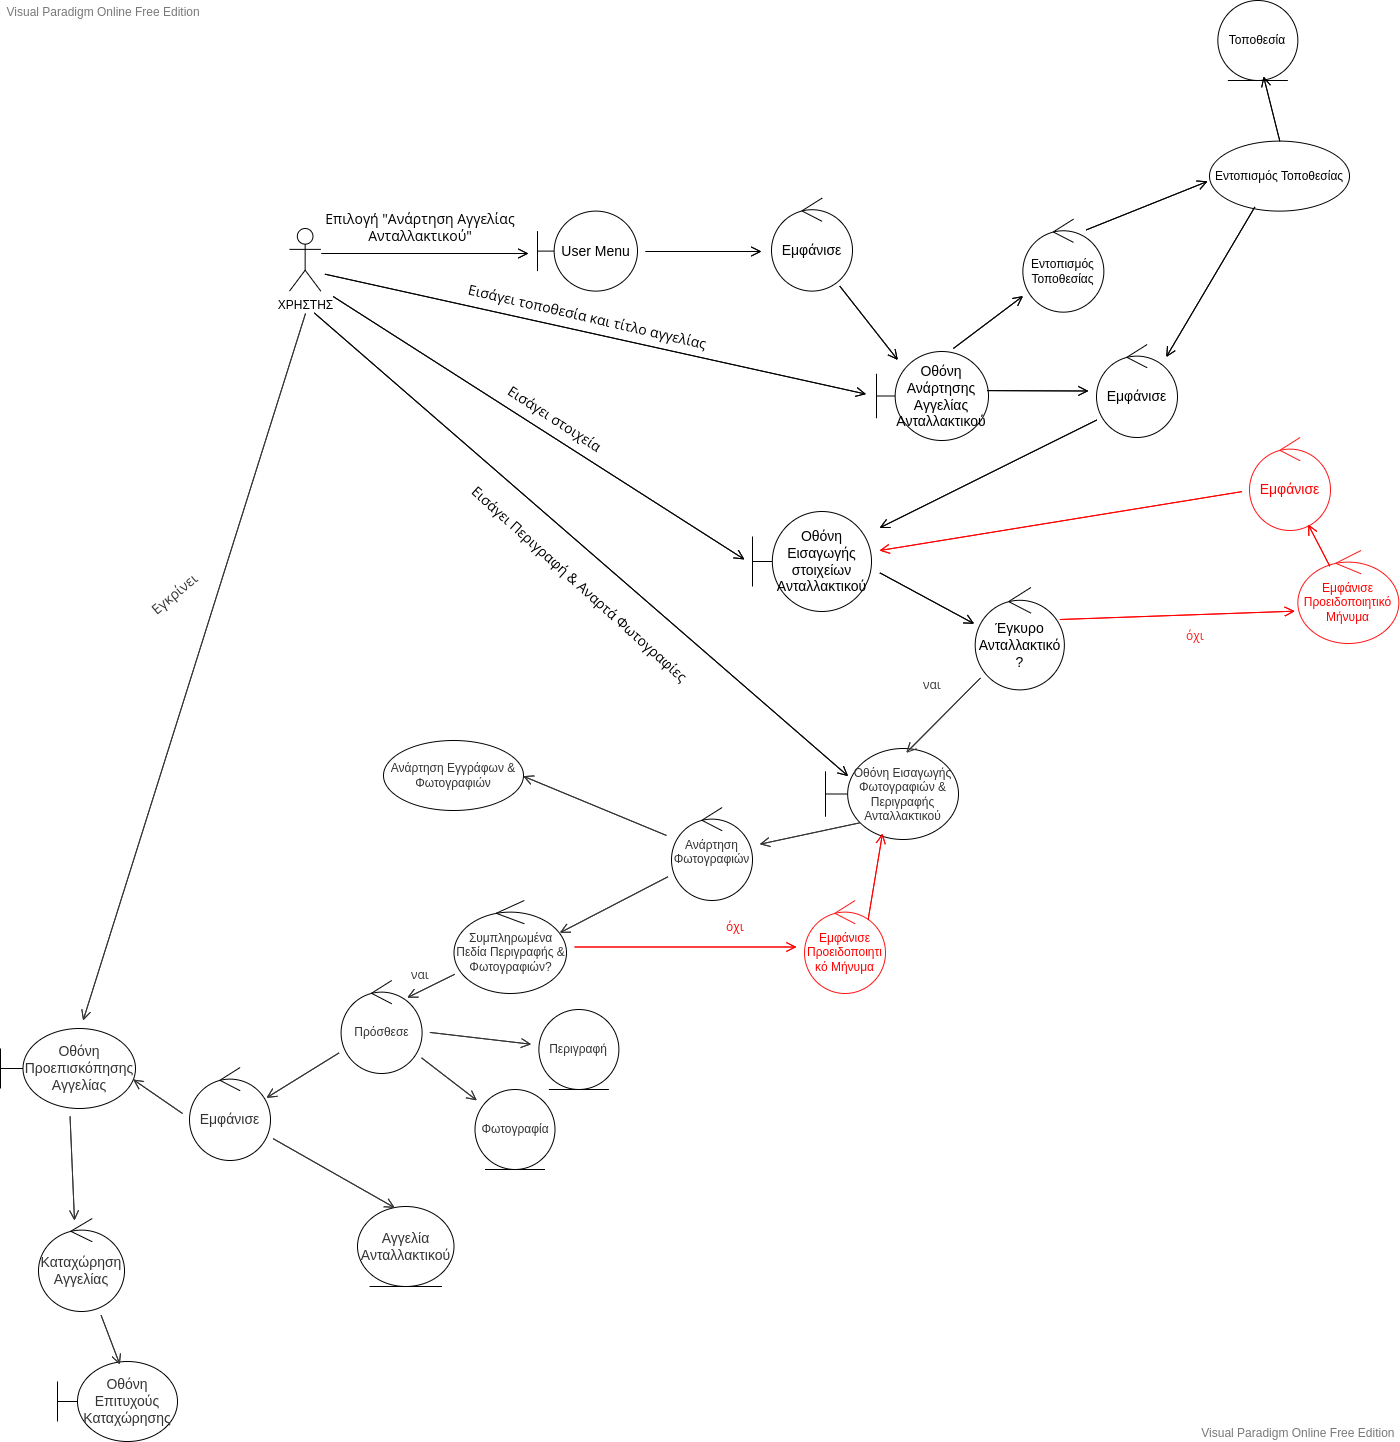 Visual Paradigm Online Free Edition
Τοποθεσία
Εντοπισμός Τοποθεσίας
Επιλογή "Ανάρτηση Αγγελίας
Ανταλλακτικού"
User Menu
Εμφάνισε
Εντοπισμός
Τοποθεσίας
ΧΡΗΣΤΗΣ
Εισάγει τοποθεσία και τίτλο αγγελίας
Οθόνη
Ανάρτησης
Αγγελίας
Ανταλλακτικού
Εμφάνισε
Εισάγει στοιχεία
Εμφάνισε
Εισάγει Περιγραφή & Αναρτά Φωτογραφίες
Οθόνη
Εισαγωγής
στοιχείων
Ανταλλακτικού
Εμφάνισε
Προειδοποιητικό
Μήνυμα
Εγκρίνει
Έγκυρο
Ανταλλακτικό
?
όχι
ναι
Ανάρτηση Εγγράφων &
Φωτογραφιών
Οθόνη Εισαγωγής
Φωτογραφιών &
Περιγραφής
Ανταλλακτικού
Ανάρτηση
Φωτογραφιών
Συμπληρωμένα
Πεδία Περιγραφής &
Φωτογραφιών?
όχι
Εμφάνισε
Προειδοποιητι
κό Μήνυμα
ναι
Πρόσθεσε
Περιγραφή
Οθόνη
Προεπισκόπησης
Αγγελίας
Εμφάνισε
Φωτογραφία
Αγγελία
Ανταλλακτικού
Καταχώρηση
Αγγελίας
Οθόνη
Επιτυχούς
Καταχώρησης
Visual Paradigm Online Free Edition